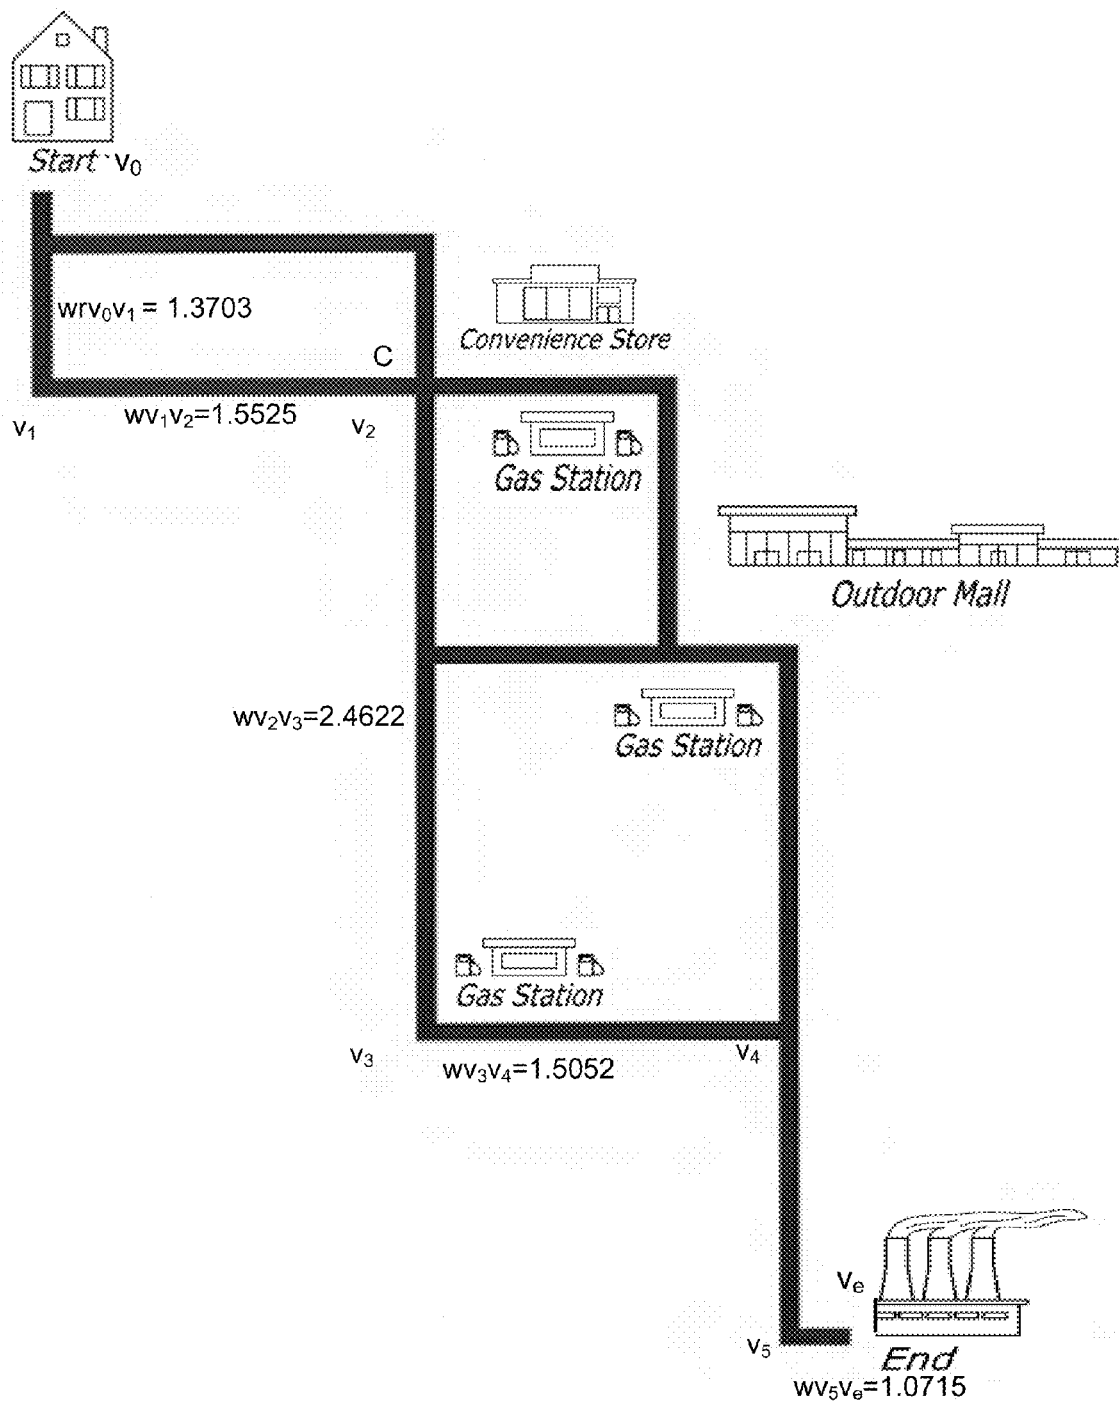 Start v₀
wrv₀v₁ = 1.3703
Convenience Store
C
wv₁v₂=1.5525
v₁
v₂
Gas Station
Outdoor Mall
wv₂v₃=2.4622
Gas Station
Gas Station
v₃
v₄
wv₃v₄=1.5052
vₑ
v₅
End
wv₅vₑ=1.0715